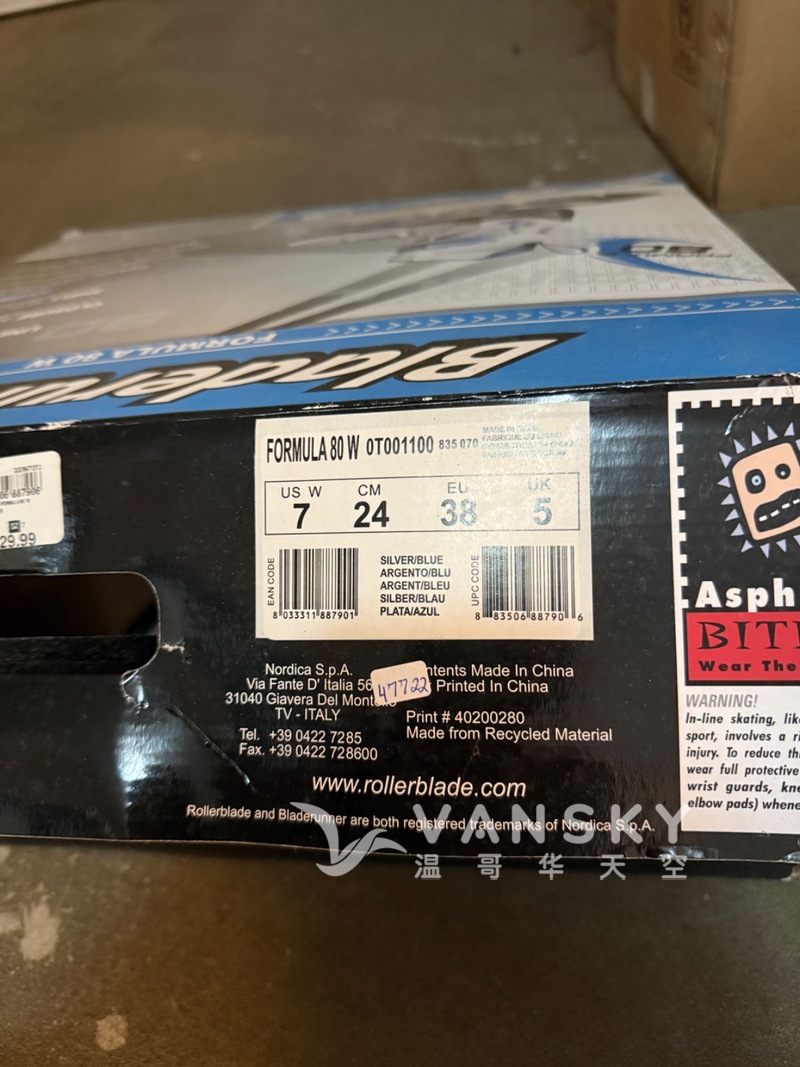 FORMULA 80 W
Bladerun
887906
29.99
FORMULA 80 W 0T001100 835 070
US W CM EU UK
7 24 38 5
EAN CODE
8 033311 887901
SILVER/BLUE
ARGENTO/BLU
ARGENT/BLEU
SILBER/BLAU
PLATA/AZUL
UPC CODE
8 83506 88790 6
Nordica S.p.A.
Via Fante D' Italia 56
31040 Giavera Del
TV - ITALY
Tel. +39 0422 7285
Fax. +39 0422 728600
47722
ntents Made In China
Printed In China
Print # 40200280
Made from Recycled Material
www.rollerblade.com
Rollerblade and Bladerunner are both registered trademarks of Nordica S.p.A.
Asph
BIT
Wear The
WARNING!
In-line skating, lik
sport, involves a ri
injury. To reduce th
wear full protective
wrist guards, kne
elbow pads) whene
VANSKY
温哥华天空